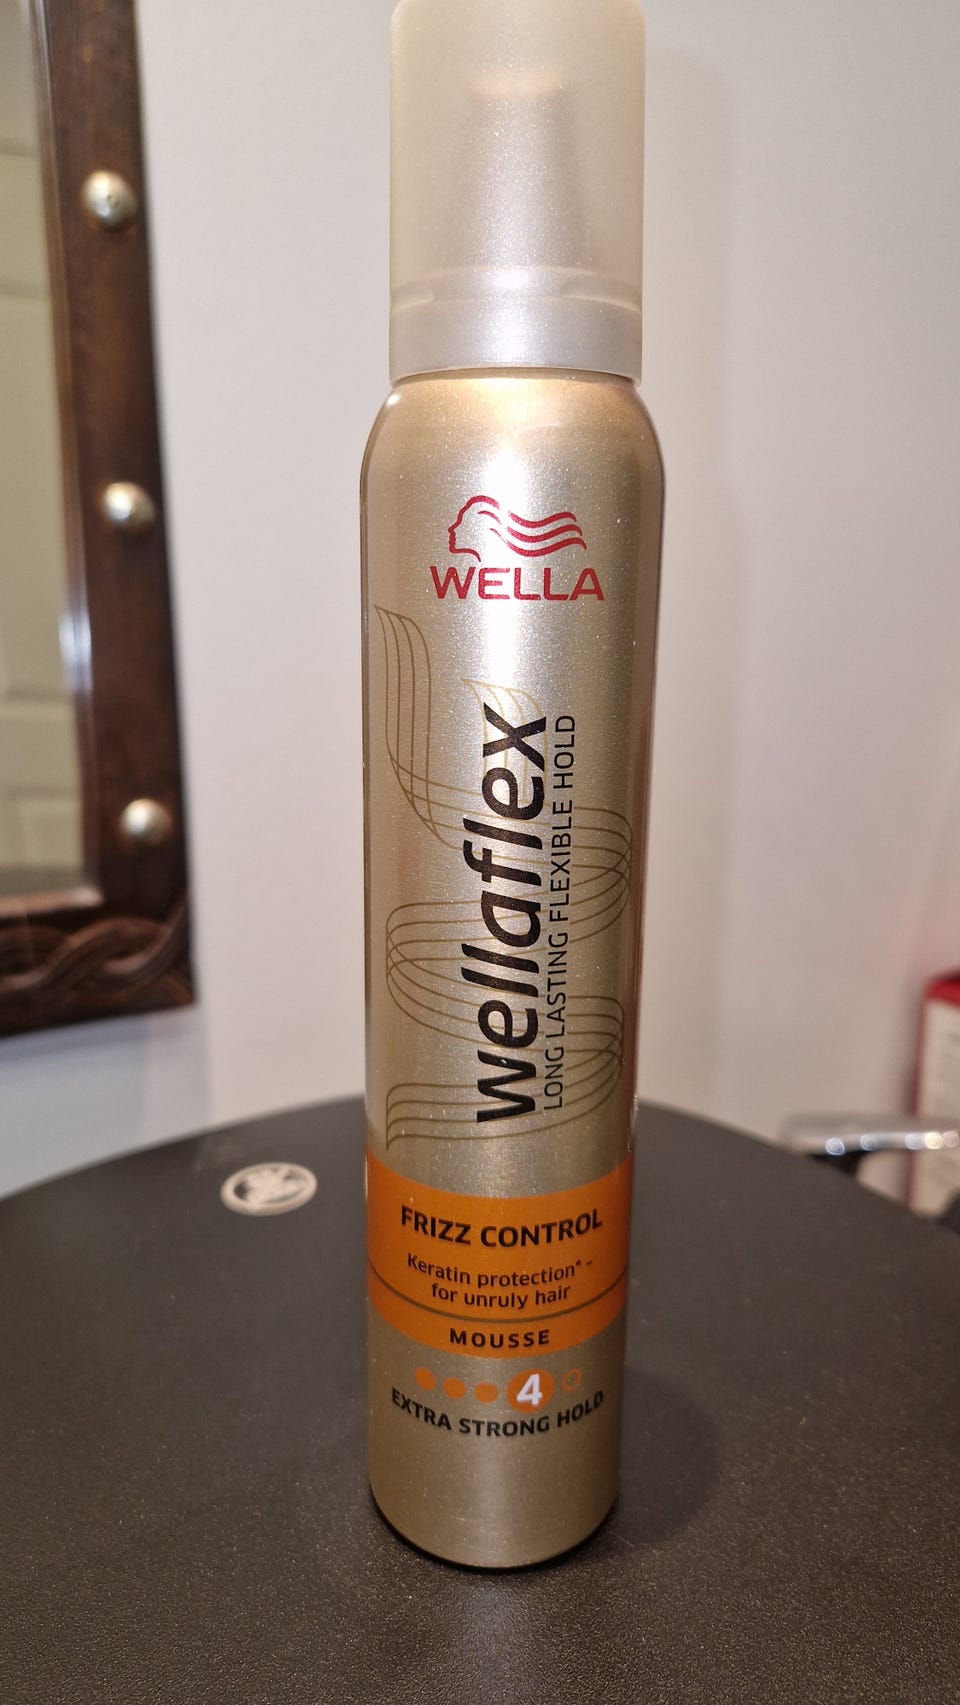 WELLA
wellaflex
LONG LASTING FLEXIBLE HOLD
FRIZZ CONTROL
Keratin protection* –
for unruly hair
MOUSSE
4
EXTRA STRONG HOLD